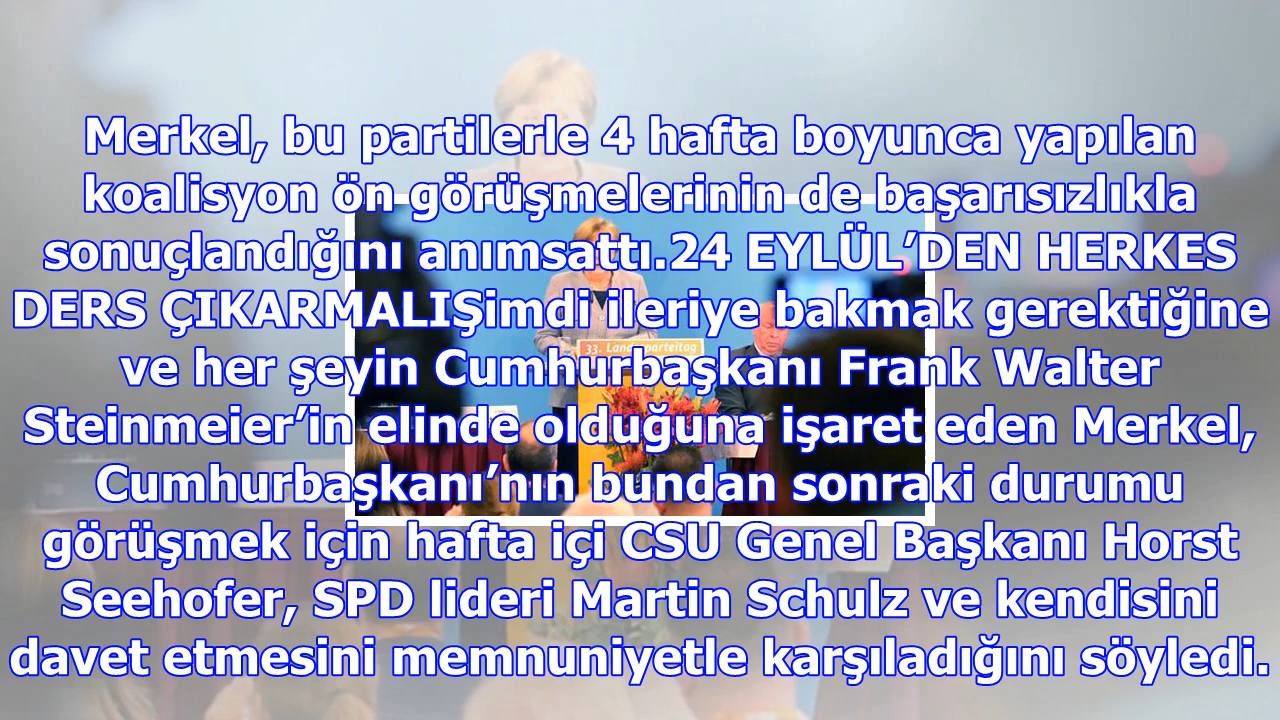 Merkel, bu partilerle 4 hafta boyunca yapılan
koalisyon ön görüşmelerinin de başarısızlıkla
sonuçlandığını anımsattı.24 EYLÜL’DEN HERKES
DERS ÇIKARMALIŞimdi ileriye bakmak gerektiğine
ve her şeyin Cumhurbaşkanı Frank Walter
Steinmeier’in elinde olduğuna işaret eden Merkel,
Cumhurbaşkanı’nın bundan sonraki durumu
görüşmek için hafta içi CSU Genel Başkanı Horst
Seehofer, SPD lideri Martin Schulz ve kendisini
davet etmesini memnuniyetle karşıladığını söyledi.
33. Landesparteitag